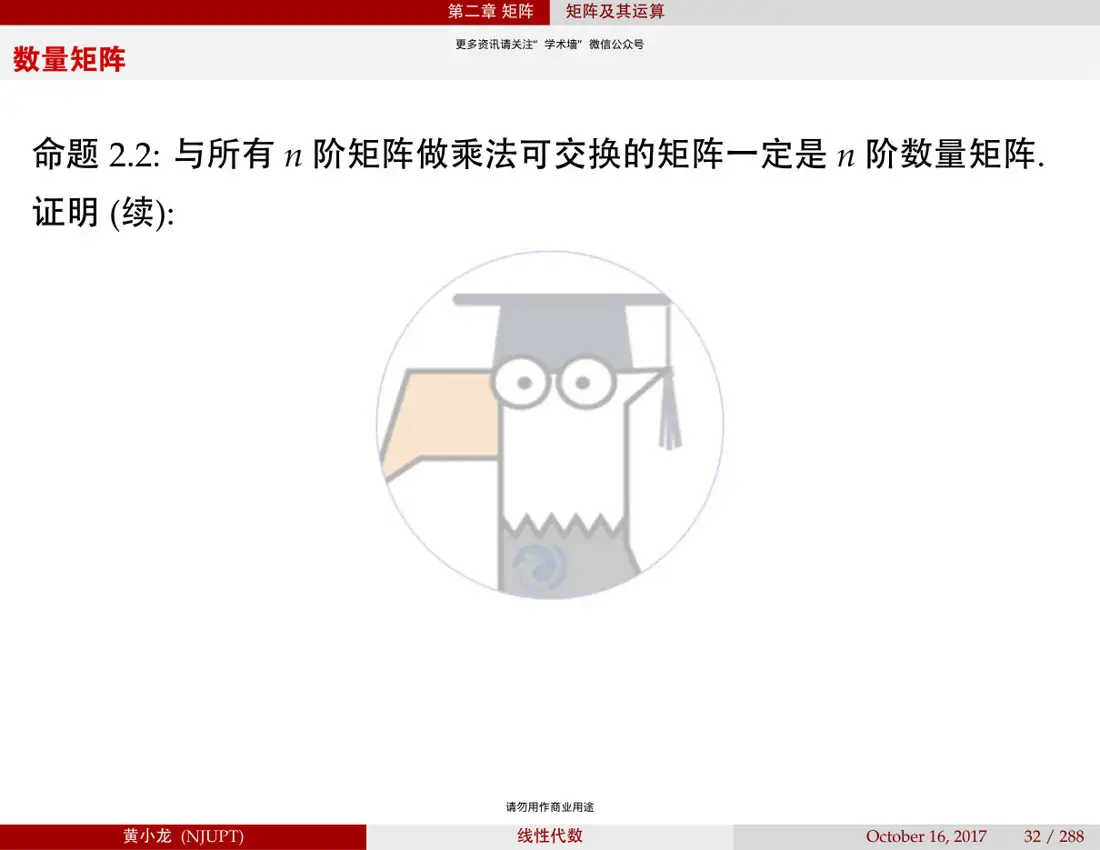 第二章 矩阵 矩阵及其运算
数量矩阵
更多资讯请关注“学术墙”微信公众号
命题 2.2: 与所有 n 阶矩阵做乘法可交换的矩阵一定是 n 阶数量矩阵.
证明 (续):
请勿用作商业用途
黄小龙 (NJUPT) 线性代数 October 16, 2017 32 / 288